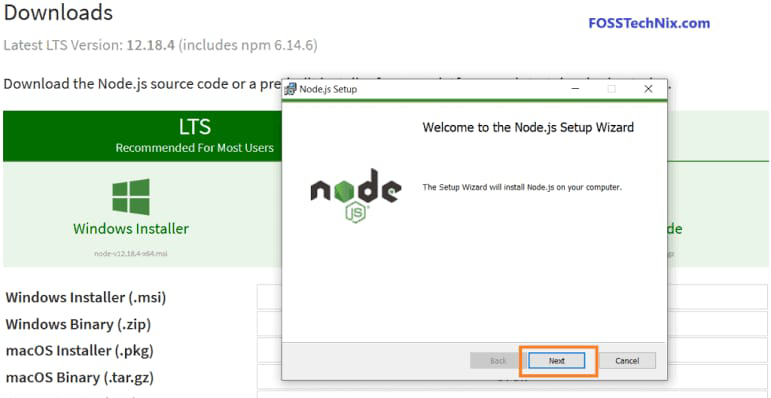 Downloads
FOSSTechNix.com
Latest LTS Version: 12.18.4 (includes npm 6.14.6)
Download the Node.js source code or a pre
LTS
Recommended For Most Users
Windows Installer
node-v12.18.4-x64.msi
Windows Installer (.msi)
Windows Binary (.zip)
macOS Installer (.pkg)
macOS Binary (.tar.gz)
Node.js Setup
Welcome to the Node.js Setup Wizard
node
JS
The Setup Wizard will install Node.js on your computer.
Back
Next
Cancel
de
gz